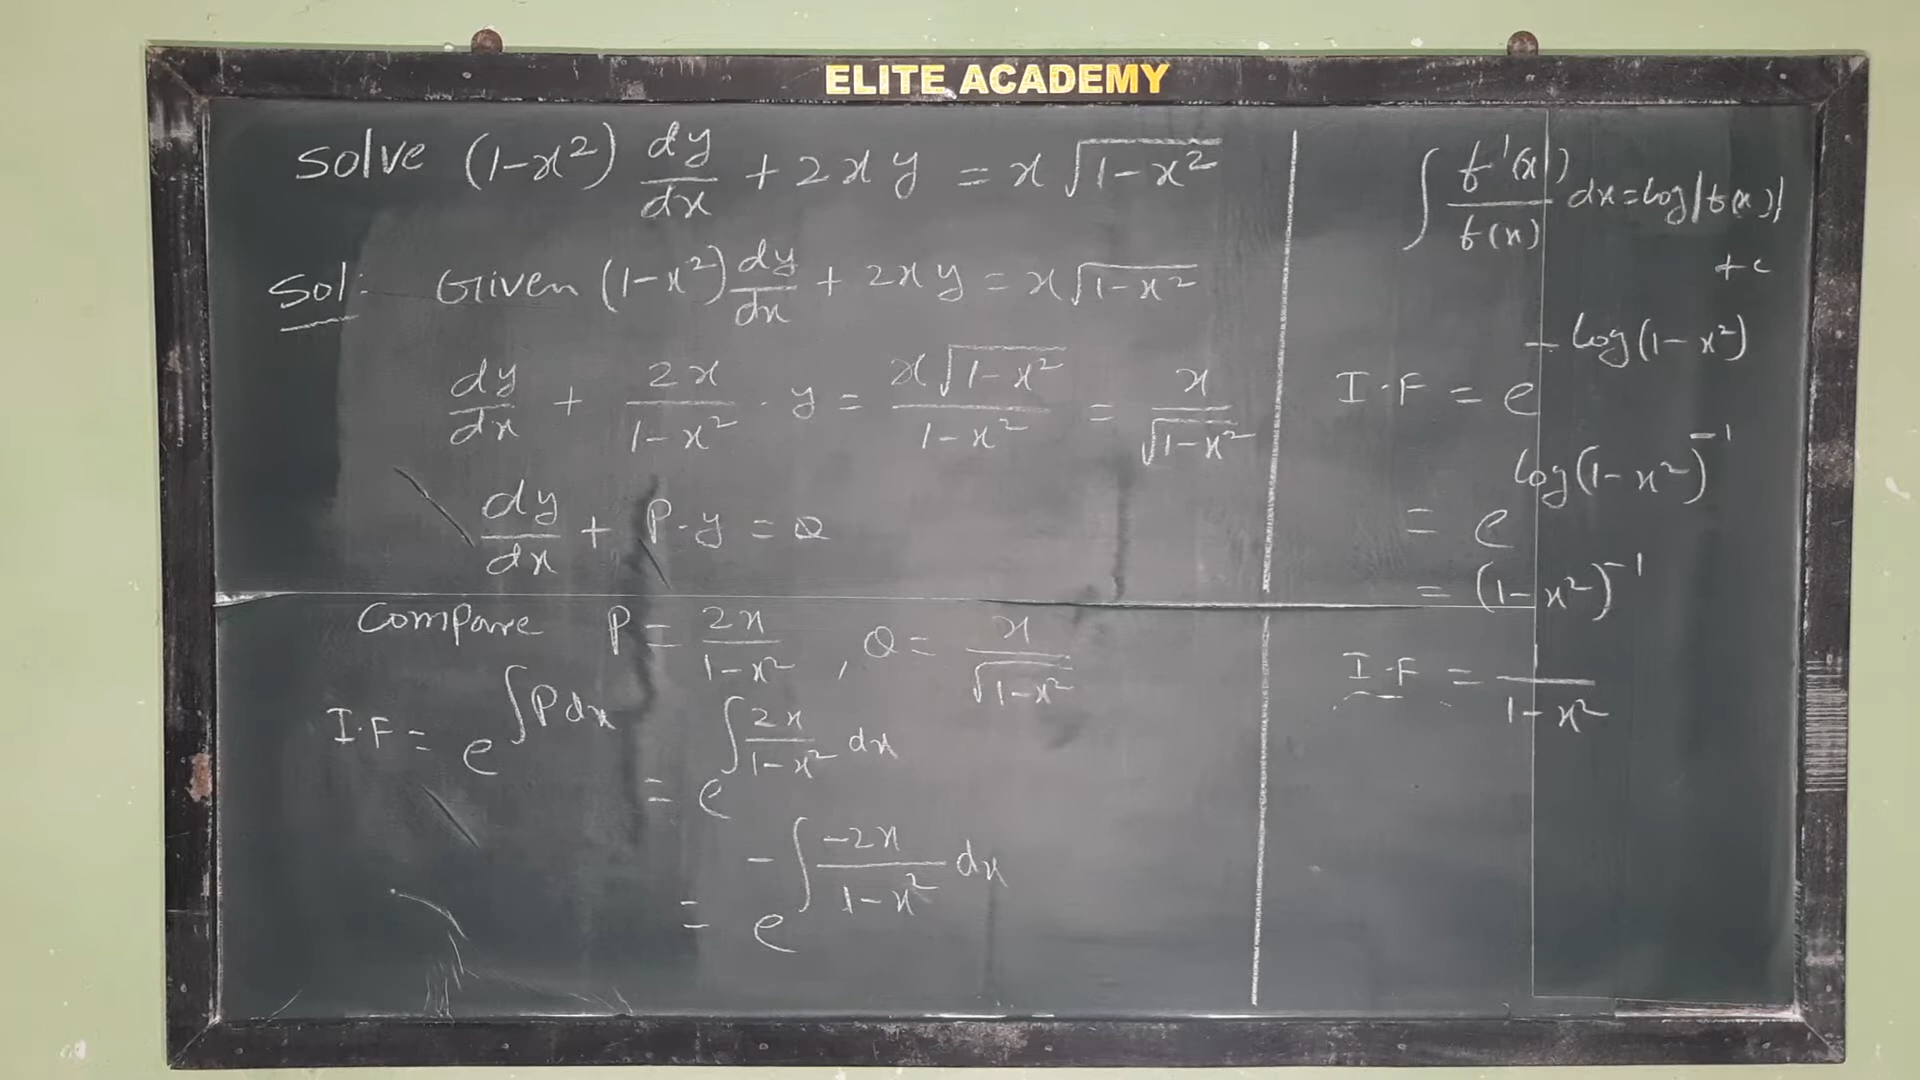 ELITE ACADEMY
Solve (1-x²) dy/dx + 2xy = x√(1-x²)
Sol: Given (1-x²) dy/dx + 2xy = x√(1-x²)
dy/dx + 2x/(1-x²) · y = x√(1-x²)/(1-x²) = x/√(1-x²)
dy/dx + P·y = Q
Compare P = 2x/(1-x²) , Q = x/√(1-x²)
I·F = e^(∫Pdx) = e^(∫ 2x/(1-x²) dx)
= e^(-∫ -2x/(1-x²) dx)
∫ f'(x)/f(x) dx = log|f(x)|
+c
I·F = e^(-log(1-x²))
= e^(log(1-x²)^-1)
= (1-x²)^-1
I·F = /(1-x²)